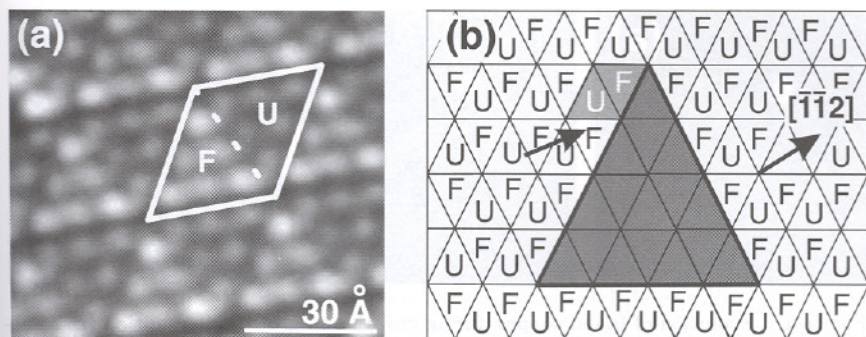 (a)
U
F
30 Å
(b)
U F U F U F U F U F U F U F
F U F U F U F F U F U F U F U
[1̄1̄2]
U F U F U F U F U F U
F U F U F U F U F U F
U F U F U F U F U
F U F U F U F U F U F U F U F U